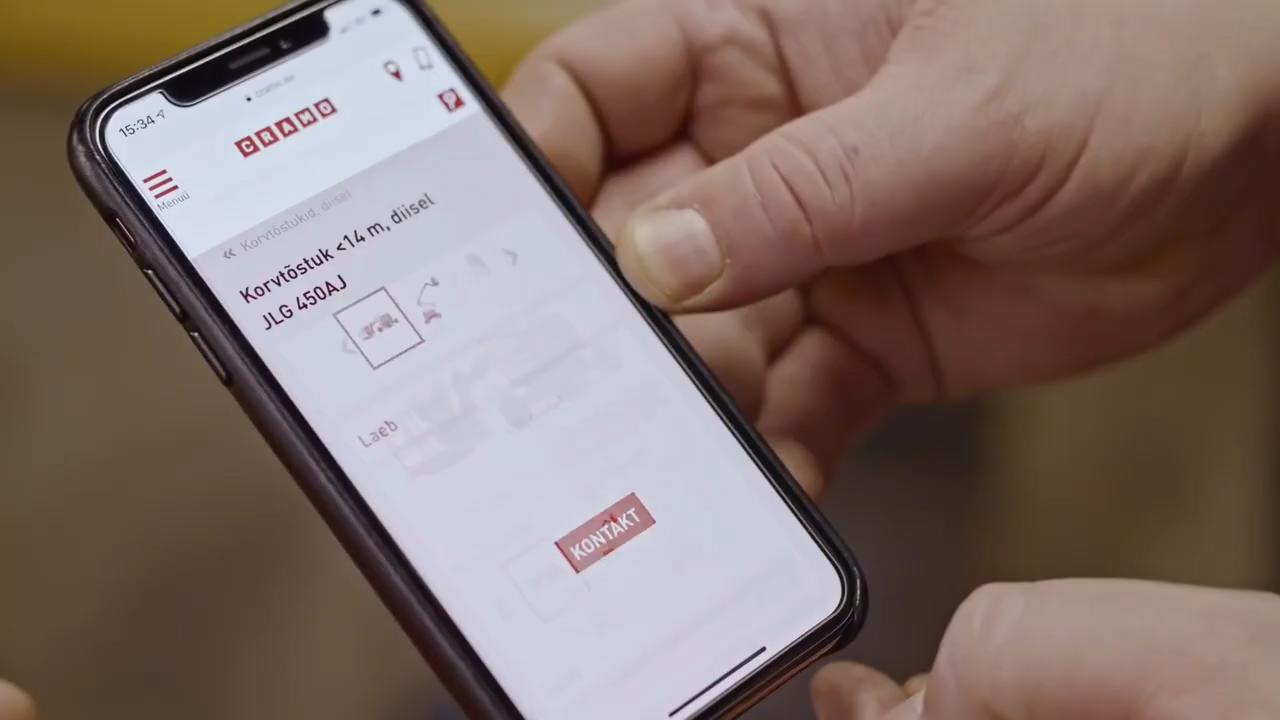 15:34
CRAMO
Menüü
« Korvtõstukid, diisel
Korvtõstuk <14 m, diisel
JLG 450AJ
Laeb
KONTAKT